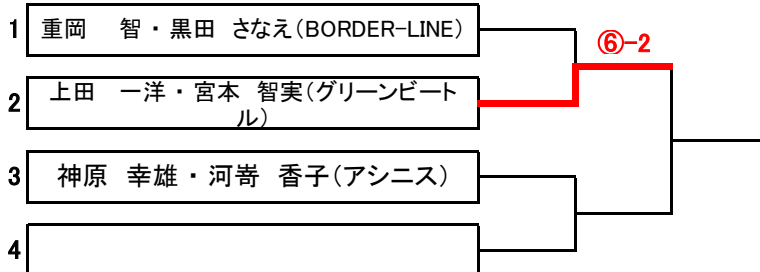 1 重岡　智・黒田 さなえ（BORDER-LINE）
⑥-2
2 上田　一洋・宮本 智実（グリーンビート
ル）
3 神原 幸雄・河嵜 香子（アシニス）
4